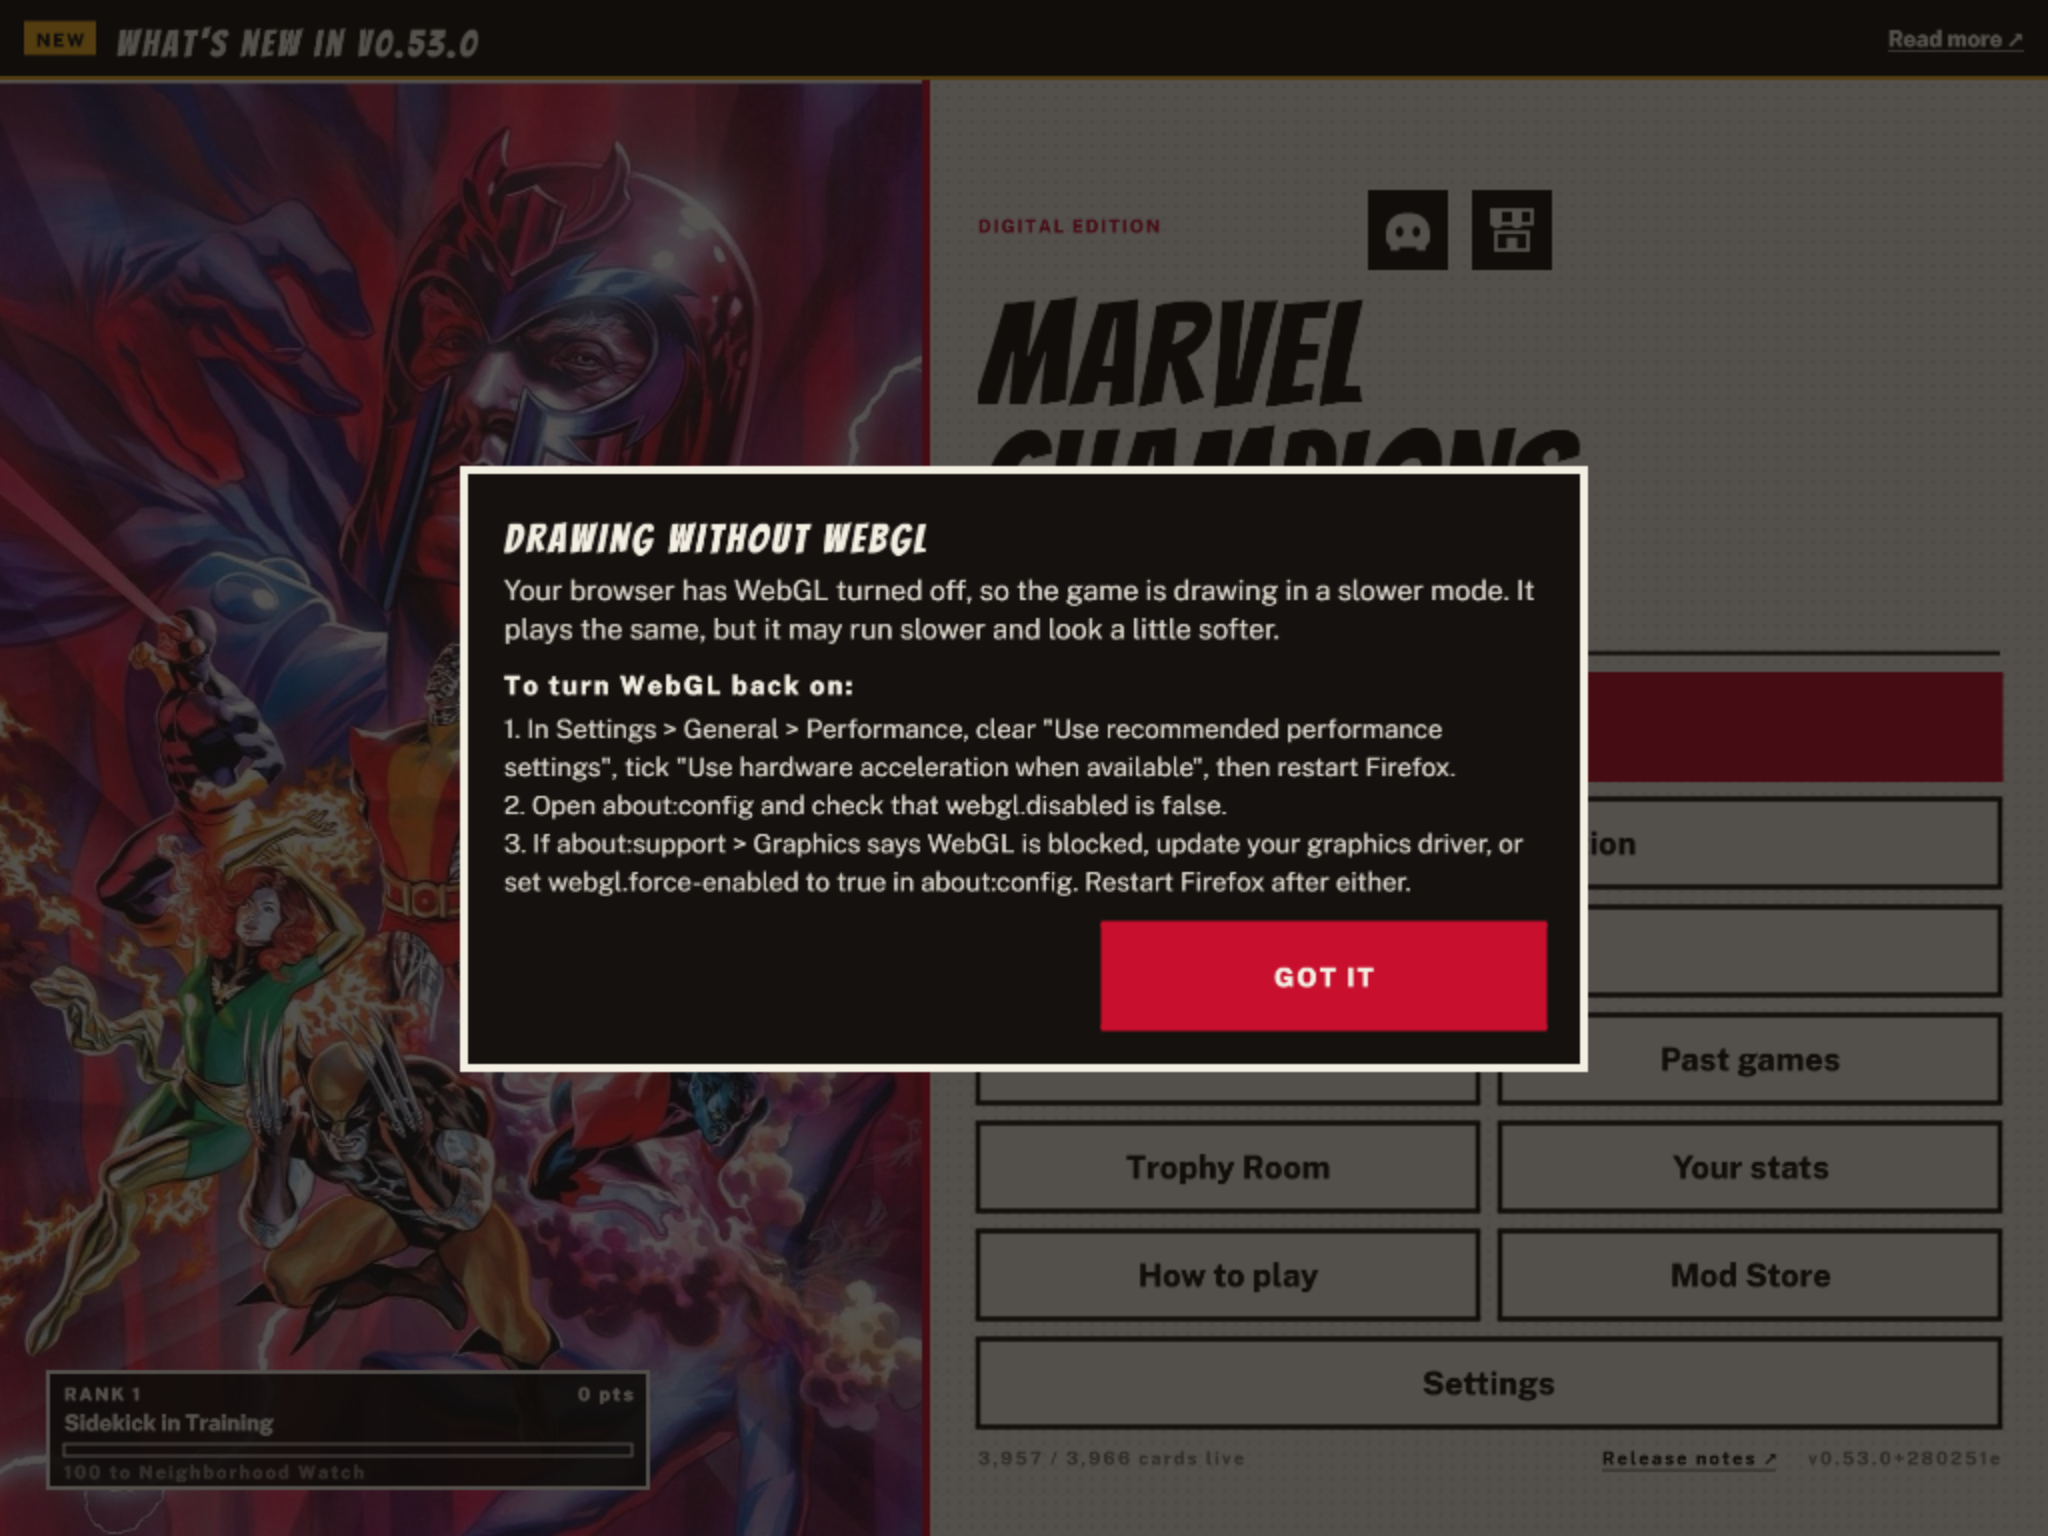 NEW WHAT'S NEW IN V0.53.0
Read more ↗
DIGITAL EDITION
MARVEL
CHAMPIONS
DRAWING WITHOUT WEBGL
Your browser has WebGL turned off, so the game is drawing in a slower mode. It
plays the same, but it may run slower and look a little softer.
To turn WebGL back on:
1. In Settings > General > Performance, clear "Use recommended performance
settings", tick "Use hardware acceleration when available", then restart Firefox.
2. Open about:config and check that webgl.disabled is false.
3. If about:support > Graphics says WebGL is blocked, update your graphics driver, or
set webgl.force-enabled to true in about:config. Restart Firefox after either.
GOT IT
Past games
Trophy Room
Your stats
How to play
Mod Store
Settings
RANK 1
0 pts
Sidekick in Training
100 to Neighborhood Watch
3,957 / 3,966 cards live
Release notes ↗
v0.53.0+280251e